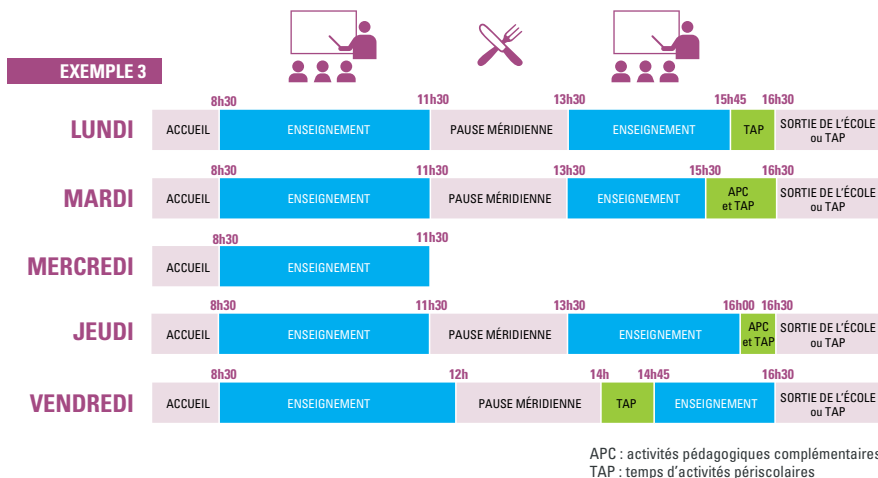 EXEMPLE 3
8h30 11h30 13h30 15h45 16h30
LUNDI ACCUEIL ENSEIGNEMENT PAUSE MÉRIDIENNE ENSEIGNEMENT TAP SORTIE DE L'ÉCOLE
ou TAP
8h30 11h30 13h30 15h30 16h30
MARDI ACCUEIL ENSEIGNEMENT PAUSE MÉRIDIENNE ENSEIGNEMENT APC
et TAP SORTIE DE L'ÉCOLE
ou TAP
8h30 11h30
MERCREDI ACCUEIL ENSEIGNEMENT
8h30 11h30 13h30 16h00 16h30
JEUDI ACCUEIL ENSEIGNEMENT PAUSE MÉRIDIENNE ENSEIGNEMENT APC
et TAP SORTIE DE L'ÉCOLE
ou TAP
8h30 12h 14h 14h45 16h30
VENDREDI ACCUEIL ENSEIGNEMENT PAUSE MÉRIDIENNE TAP ENSEIGNEMENT SORTIE DE L'ÉCOLE
ou TAP
APC : activités pédagogiques complémentaires
TAP : temps d'activités périscolaires